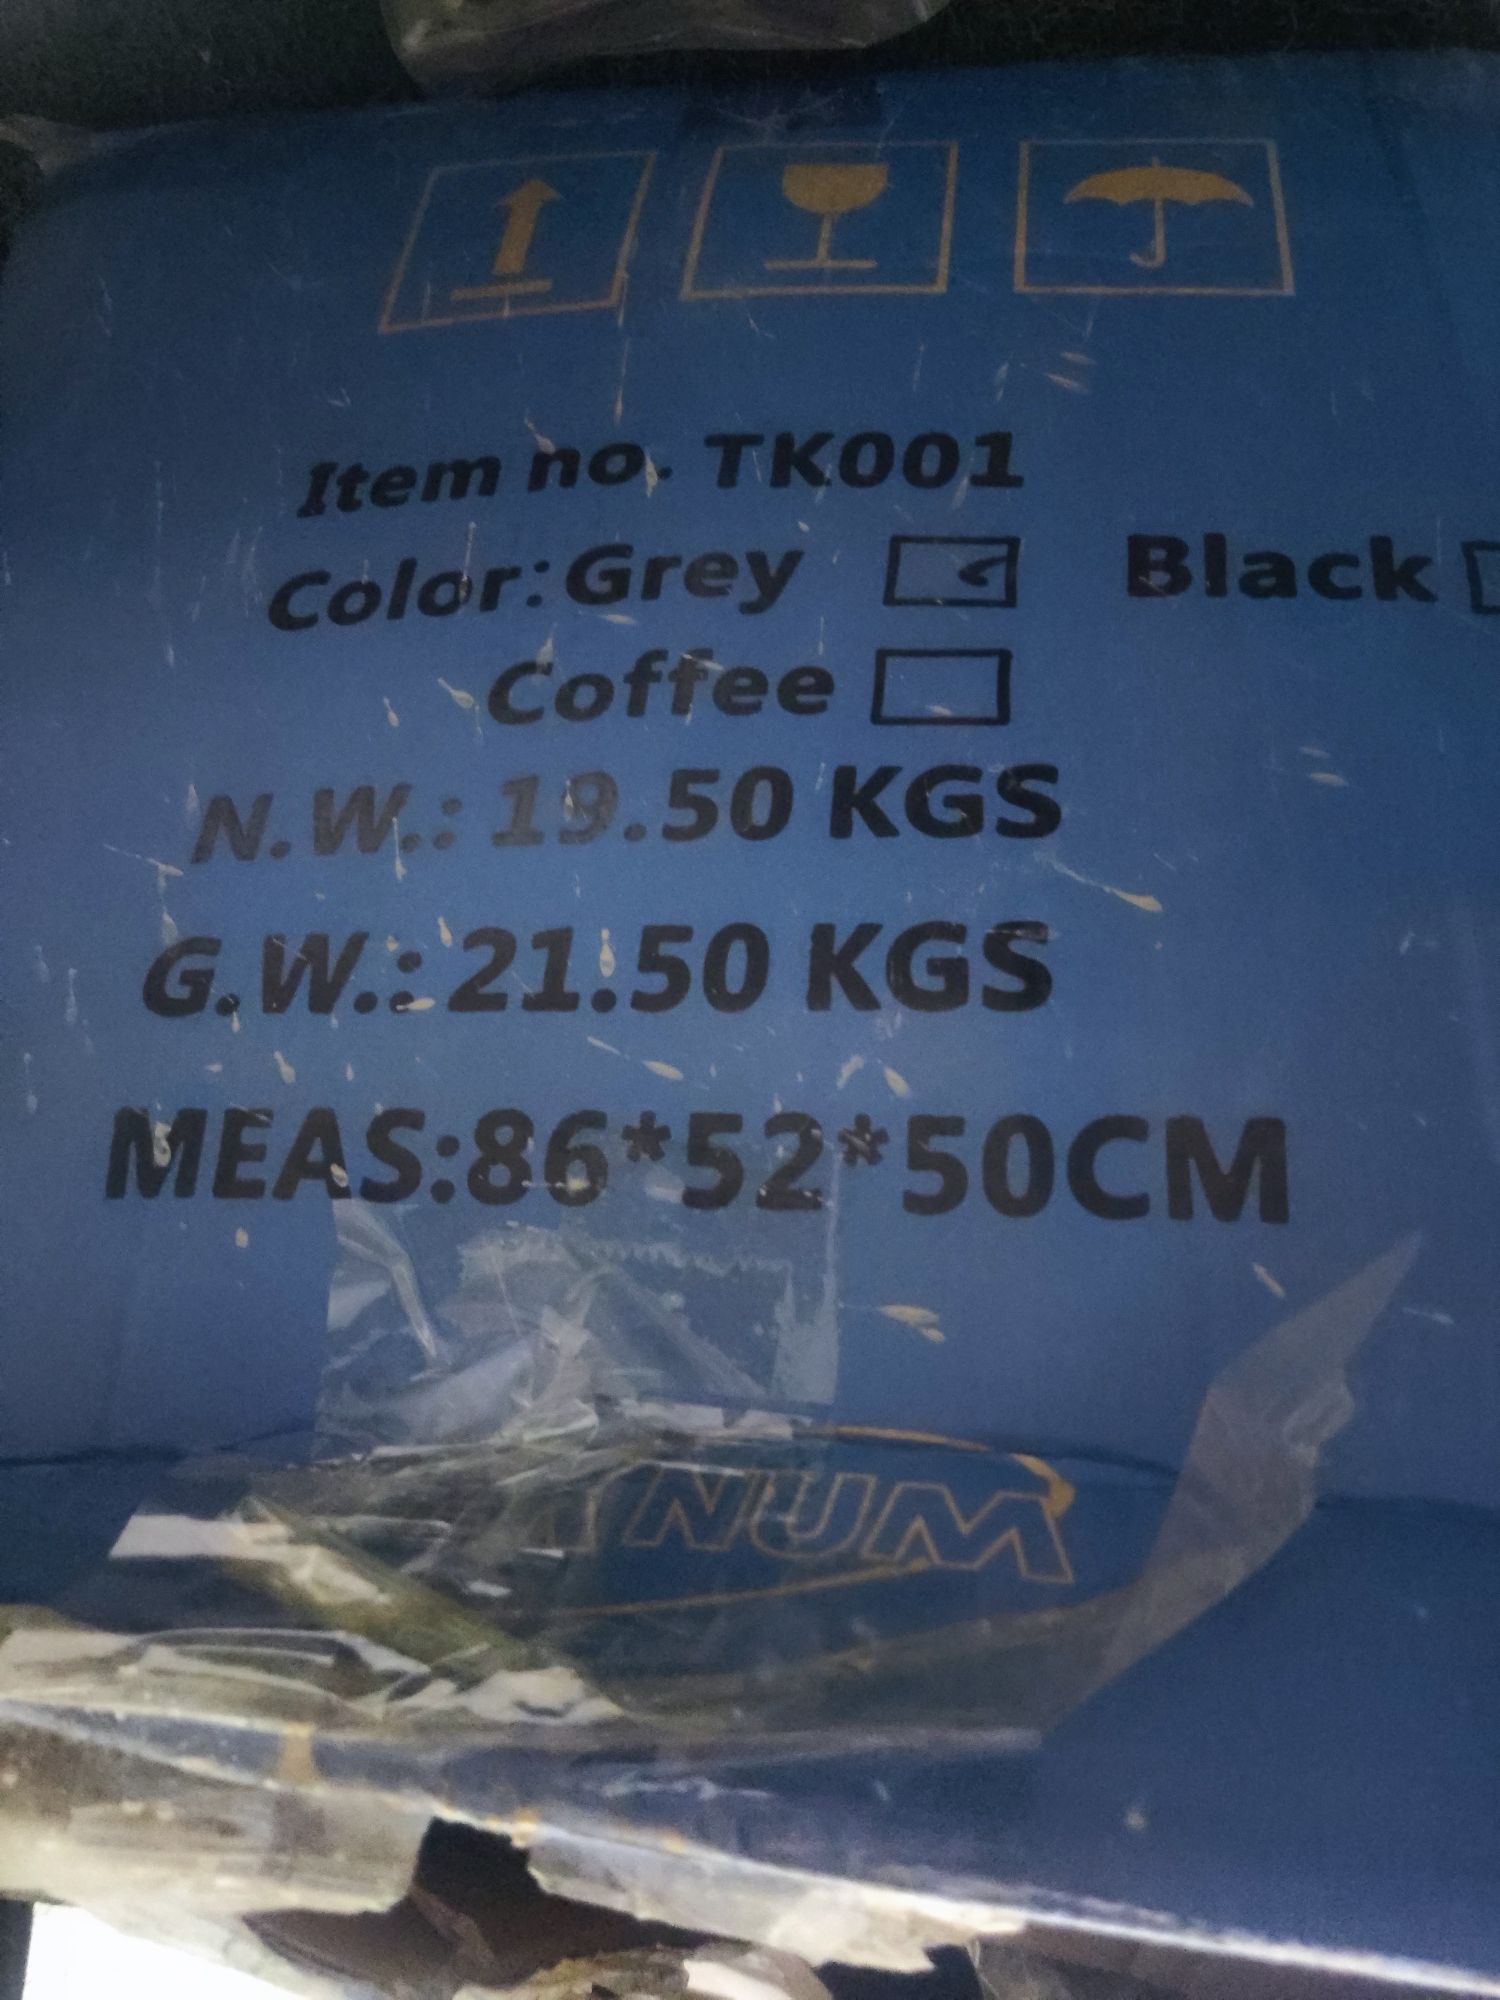 Item no. TK001
Color: Grey Black
Coffee
N.W.: 19.50 KGS
G.W.: 21.50 KGS
MEAS:86*52*50CM